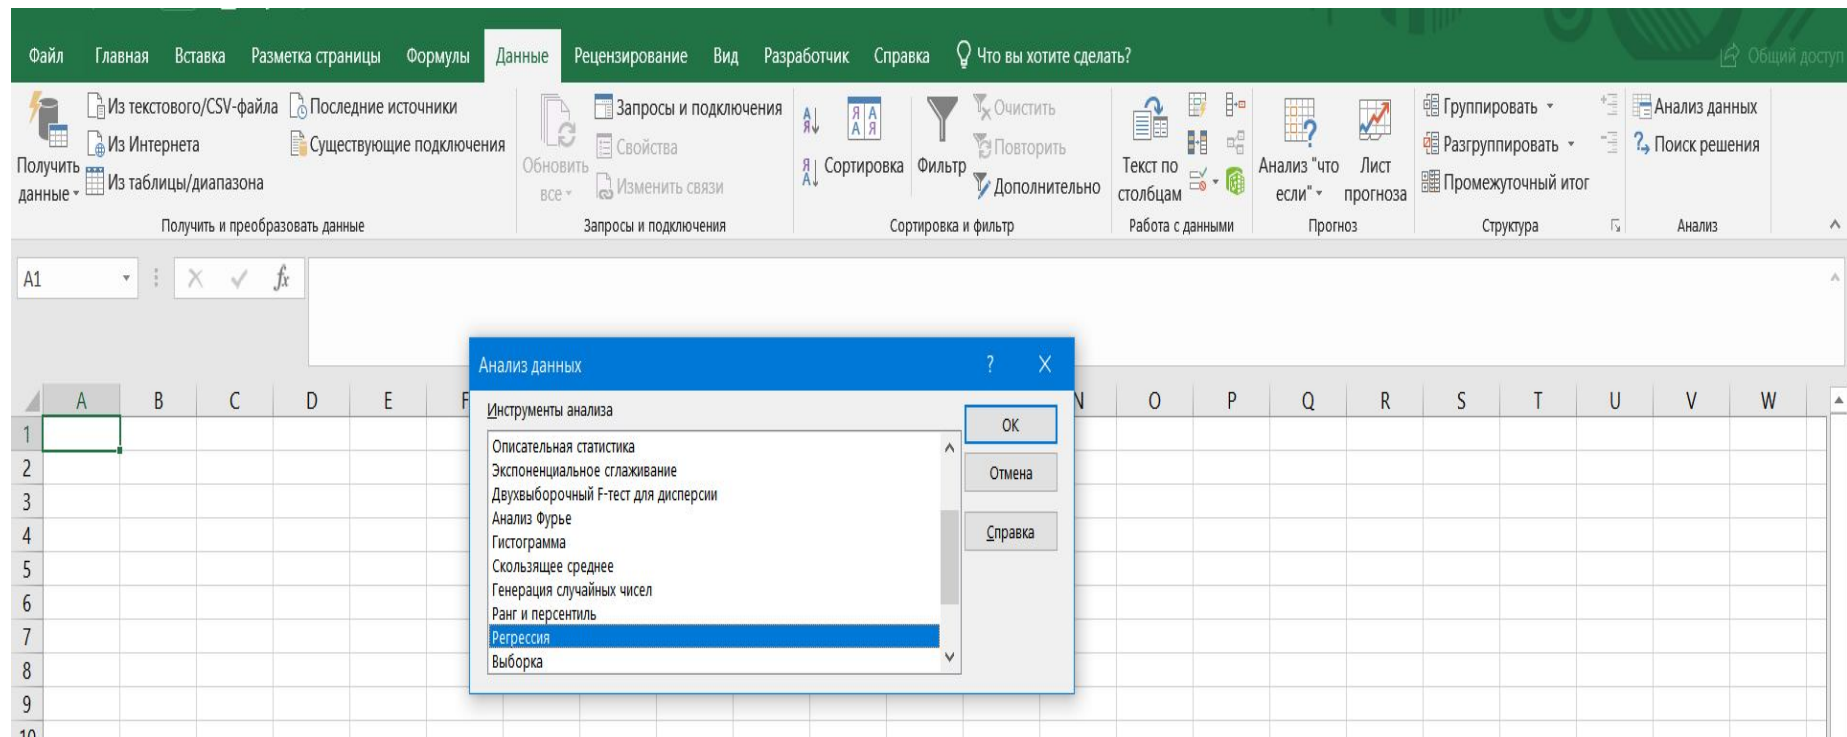 Файл Главная Вставка Разметка страницы Формулы Данные Рецензирование Вид Разработчик Справка Что вы хотите сделать? Общий доступ
Получить данные
Из текстового/CSV-файла
Из Интернета
Из таблицы/диапазона
Последние источники
Существующие подключения
Получить и преобразовать данные
Обновить все
Запросы и подключения
Свойства
Изменить связи
Запросы и подключения
Сортировка
Фильтр
Очистить
Повторить
Дополнительно
Сортировка и фильтр
Текст по столбцам
Работа с данными
Анализ "что если"
Лист прогноза
Прогноз
Группировать
Разгруппировать
Промежуточный итог
Структура
Анализ данных
Поиск решения
Анализ
A1
fx
A B C D E F N O P Q R S T U V W
1
2
3
4
5
6
7
8
9
10
Анализ данных ? X
Инструменты анализа
Описательная статистика
Экспоненциальное сглаживание
Двухвыборочный F-тест для дисперсии
Анализ Фурье
Гистограмма
Скользящее среднее
Генерация случайных чисел
Ранг и персентиль
Регрессия
Выборка
ОК
Отмена
Справка